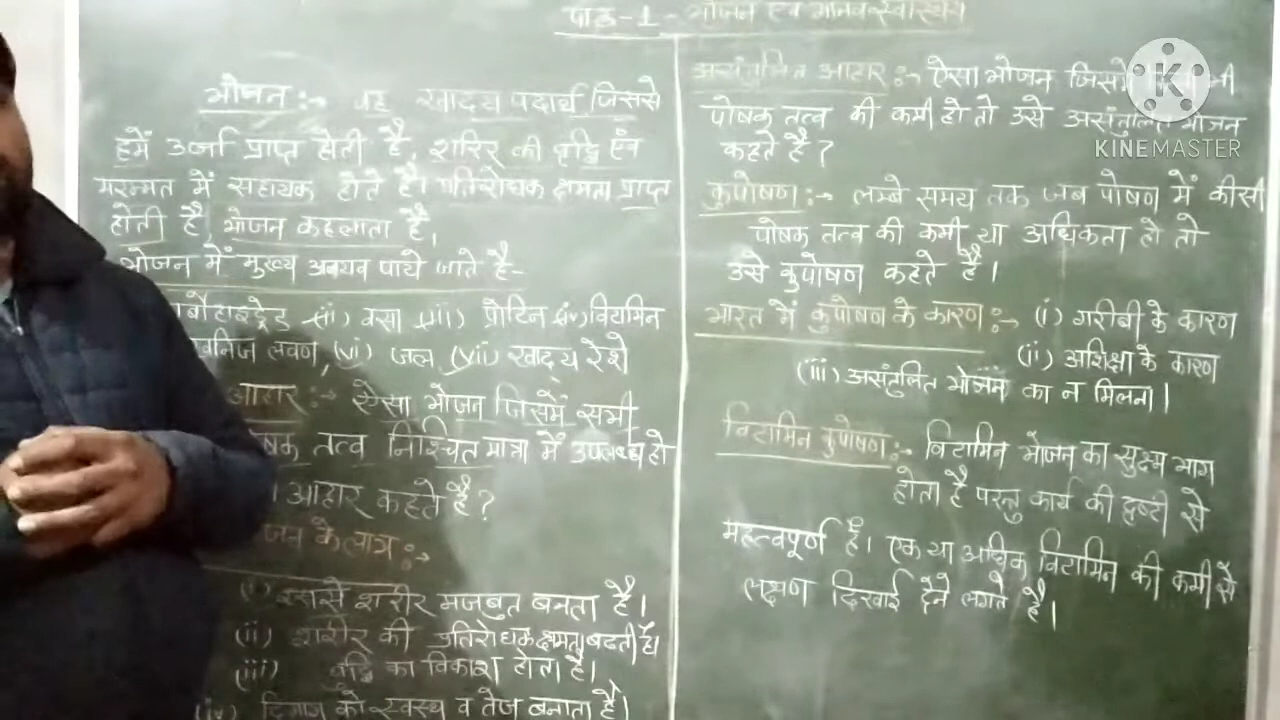 पाठ-1 - भोजन एवं मानव स्वास्थ्य
भोजन :- वह खाद्य पदार्थ जिससे
हमें उर्जा प्राप्त होती है, शरिर की वृद्धि एवं
मरम्मत में सहायक होते है। प्रतिरोधक क्षमता प्राप्त
होती है भोजन कहलाता है,
भोजन में मुख्य अवयव पाये जाते है-
बौहाइड्रेड (ii) वसा (iii) प्रोटिन (iv) वियमिन
खनिज लवण, (vi) जल, (vii) खाद्य रेशे
आहार :- ऐसा भोजन जिसमें सभी
षक तत्व निश्चित मात्रा में उपलब्ध हो
आहार कहते है?
जन के लाभ :-
(i) इससे शरीर मजबुत बनता है।
(ii) शरीर की प्रतिरोधक क्षमता बढती है।
(iii) का विकाश होता है।
(iv) दिमाग को स्वस्थ व तेज बनाता है।
असंतुलित आहार :- ऐसा भोजन जिसमें
पोषक तत्व की कमी हो तो उसे असंतुलित भोजन
कहते है?
कुपोषण :- लम्बे समय तक जब पोषण में कीसी
पोषक तत्व की कमी या अधिकता हो तो
उसे कुपोषण कहते है।
भारत में कुपोषण के कारण :- (i) गरीबी के कारण
(ii) अशिक्षा के कारण
(iii) असंतुलित भोजन का न मिलना।
विटामिन कुपोषण :- विटामिन भोजन का सुक्ष्म भाग
होता है परन्तु कार्य की दृष्टी से
महत्वपूर्ण है। एक या अधिक विटामिन की कमी से
लक्षण दिखाई देने लगते है।
K
KINEMASTER